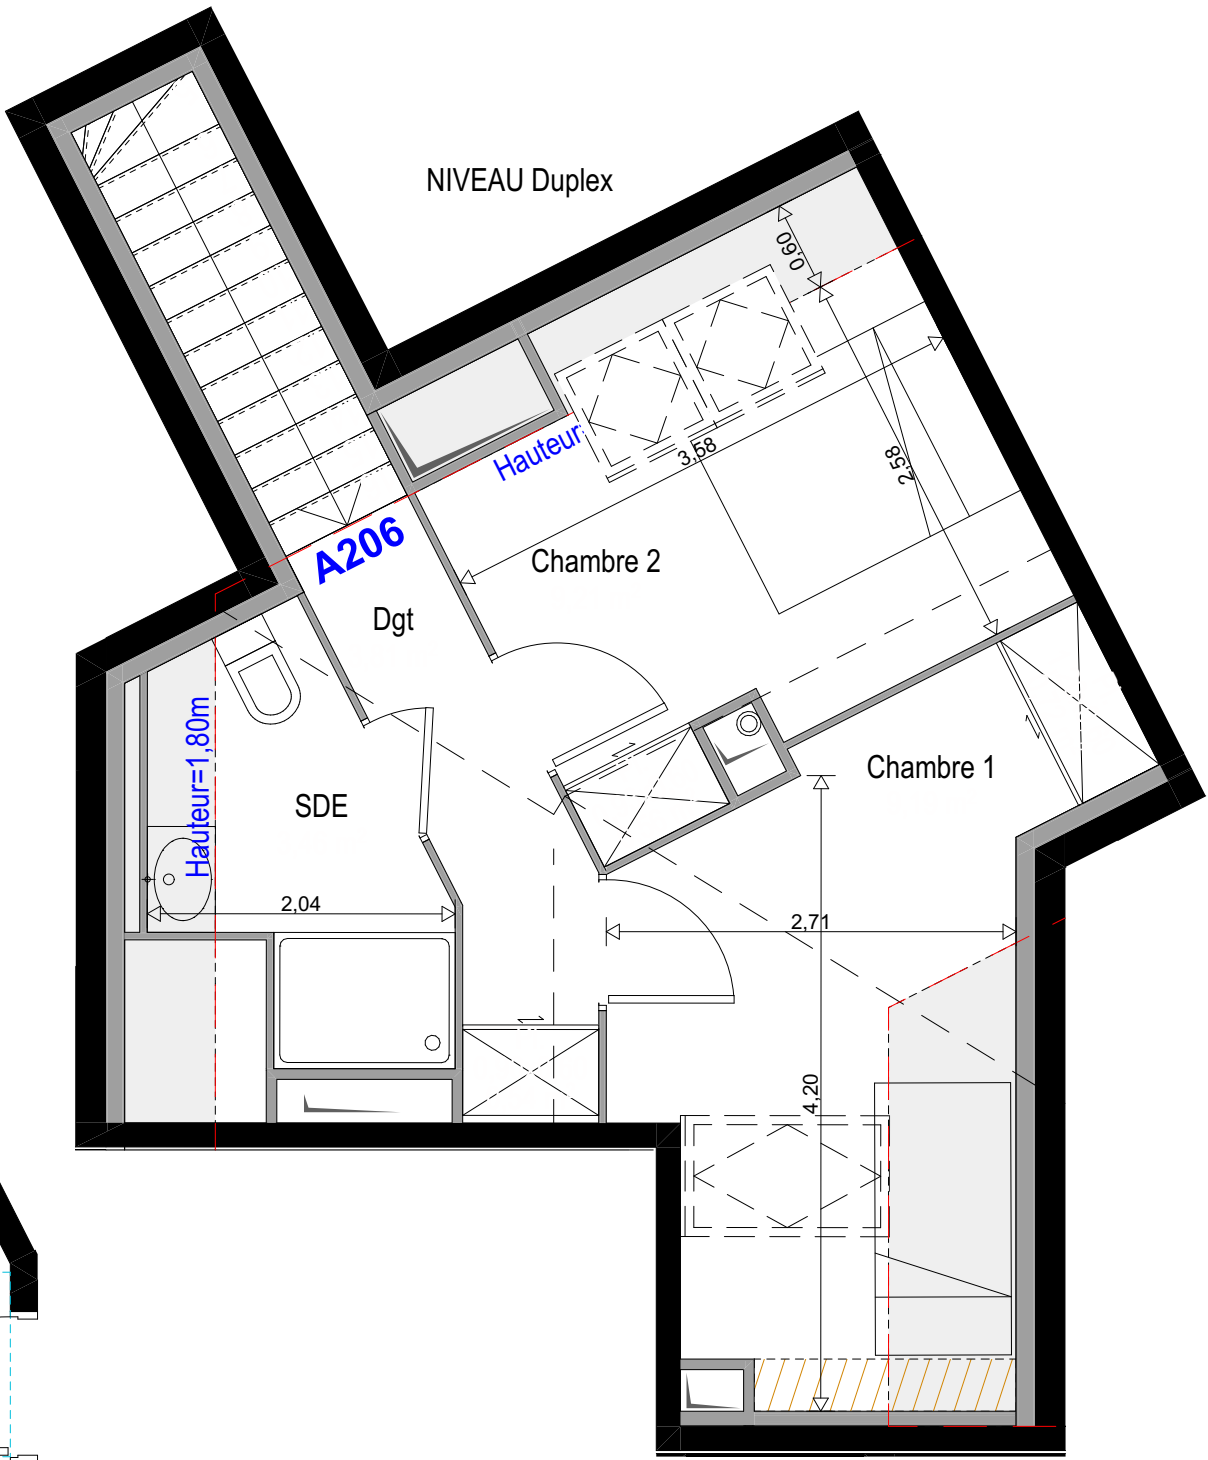 NIVEAU Duplex
0,60
Hauteur
3,58
2,58
A206
Chambre 2
Dgt
Hauteur=1,80m
Chambre 1
SDE
2,04
2,71
4,20